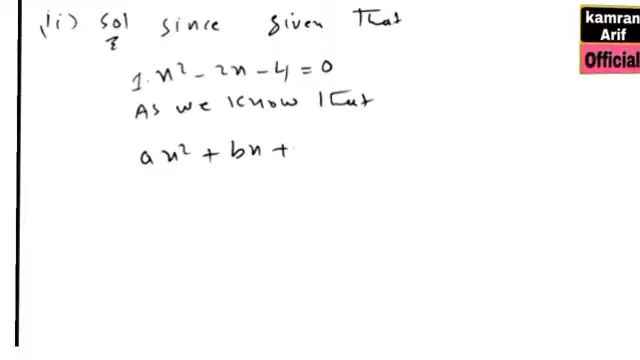 (ii) Sol Since given That
1. x² - 2x - 4 = 0
As we know That
ax² + bx +
kamran
Arif
Official